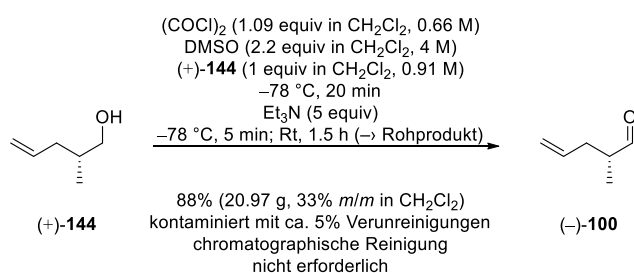 (COCl)2 (1.09 equiv in CH2Cl2, 0.66 M)
DMSO (2.2 equiv in CH2Cl2, 4 M)
(+)-144 (1 equiv in CH2Cl2, 0.91 M)
–78 °C, 20 min
Et3N (5 equiv)
–78 °C, 5 min; Rt, 1.5 h (–› Rohprodukt)
OH
O
88% (20.97 g, 33% m/m in CH2Cl2)
kontaminiert mit ca. 5% Verunreinigungen
chromatographische Reinigung
nicht erforderlich
(+)-144
(–)-100